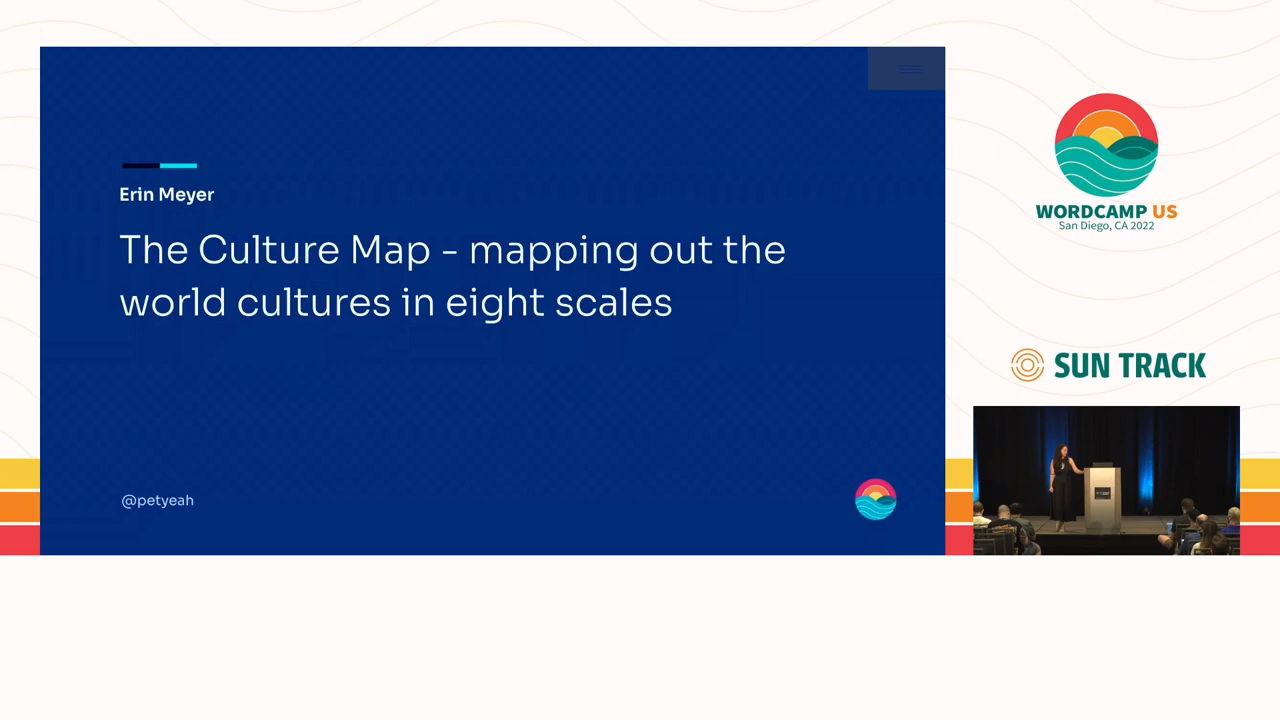 Erin Meyer
The Culture Map - mapping out the
world cultures in eight scales
@petyeah
WORDCAMP US
San Diego, CA 2022
SUN TRACK